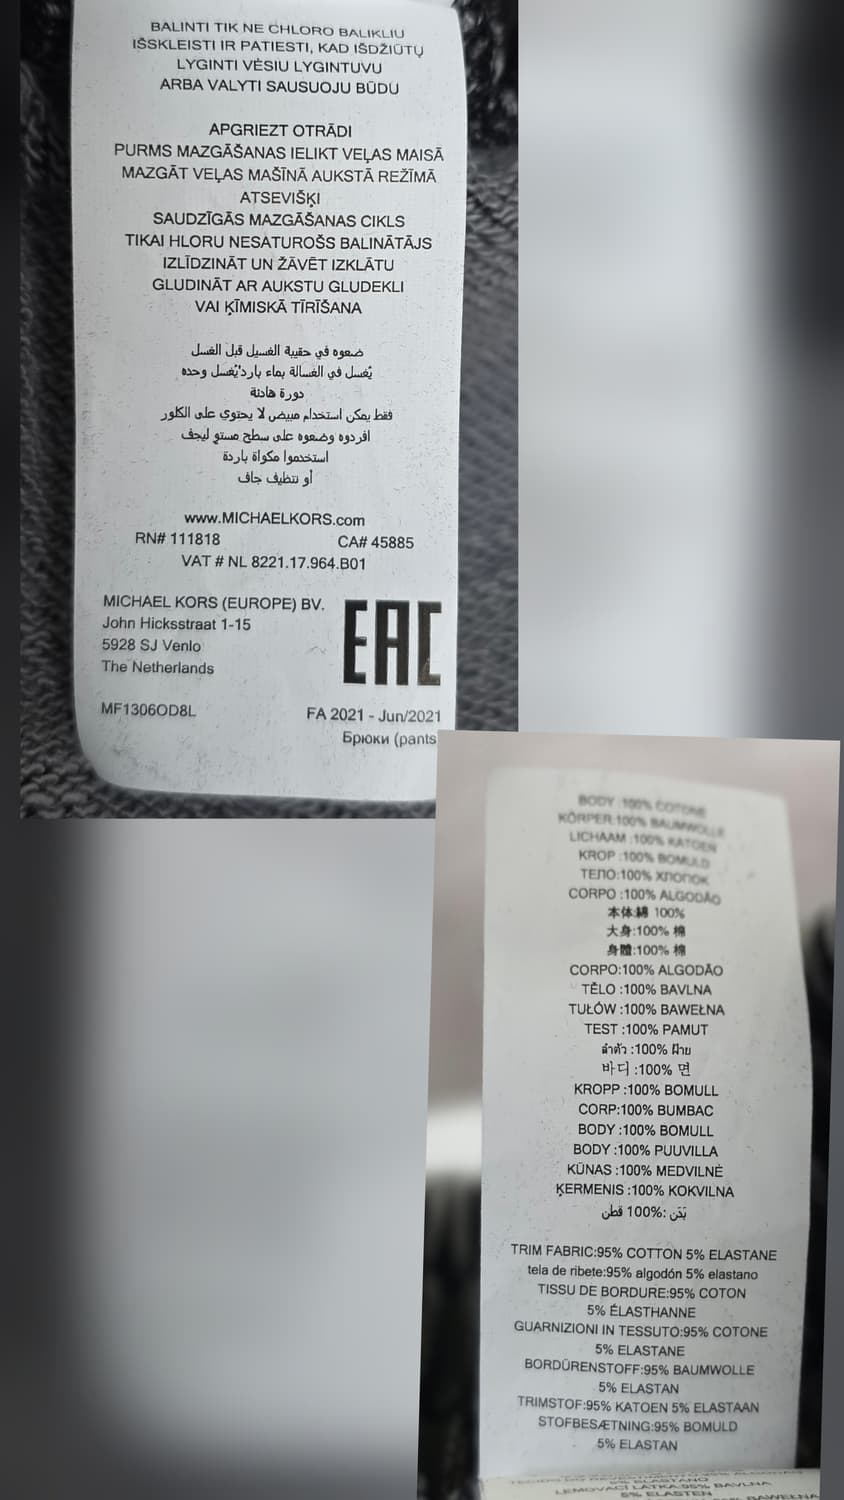 BALINTI TIK NE CHLORO BALIKLIU
IŠSKLEISTI IR PATIESTI, KAD IŠDŽIŪTŲ
LYGINTI VĖSIU LYGINTUVU
ARBA VALYTI SAUSUOJU BŪDU
APGRIEZT OTRĀDI
PURMS MAZGĀŠANAS IELIKT VEĻAS MAISĀ
MAZGĀT VEĻAS MAŠĪNĀ AUKSTĀ REŽĪMĀ
ATSEVIŠĶI
SAUDZĪGĀS MAZGĀŠANAS CIKLS
TIKAI HLORU NESATUROŠS BALINĀTĀJS
IZLĪDZINĀT UN ŽĀVĒT IZKLĀTU
GLUDINĀT AR AUKSTU GLUDEKLI
VAI ĶĪMISKĀ TĪRĪŠANA
ضعوه في حقيبة الغسيل قبل الغسل
يُغسل في الغسالة بماء بارد'يُغسل وحده
دورة هادئة
فقط يمكن استخدام مبيض لا يحتوي على الكلور
افردوه وضعوه على سطح مستوٍ ليجف
استخدموا مكواة باردة
أو تنظيف جاف
www.MICHAELKORS.com
RN# 111818 CA# 45885
VAT # NL 8221.17.964.B01
MICHAEL KORS (EUROPE) BV.
John Hicksstraat 1-15
5928 SJ Venlo
The Netherlands
EAC
MF1306OD8L FA 2021 - Jun/2021
Брюки (pants
BODY :100% COTONE
KÖRPER:100% BAUMWOLLE
LICHAAM :100% KATOEN
KROP :100% BOMULD
ТЕЛО:100% ХЛОПОК
CORPO :100% ALGODÃO
本体:綿 100%
大身:100% 棉
身體:100% 棉
CORPO:100% ALGODÃO
TĚLO :100% BAVLNA
TUŁÓW :100% BAWEŁNA
TEST :100% PAMUT
ลำตัว :100% ฝ้าย
바디 :100% 면
KROPP :100% BOMULL
CORP:100% BUMBAC
BODY :100% BOMULL
BODY :100% PUUVILLA
KŪNAS :100% MEDVILNĖ
ĶERMENIS :100% KOKVILNA
بَدَن :%100 قطن
TRIM FABRIC:95% COTTON 5% ELASTANE
tela de ribete:95% algodón 5% elastano
TISSU DE BORDURE:95% COTON
5% ÉLASTHANNE
GUARNIZIONI IN TESSUTO:95% COTONE
5% ELASTANE
BORDÜRENSTOFF:95% BAUMWOLLE
5% ELASTAN
TRIMSTOF:95% KATOEN 5% ELASTAAN
STOFBESÆTNING:95% BOMULD
5% ELASTAN
5% ELASTANO
LEMOVACÍ LÁTKA:95% BAVLNA
5% ELASTEN
BAWEŁNA